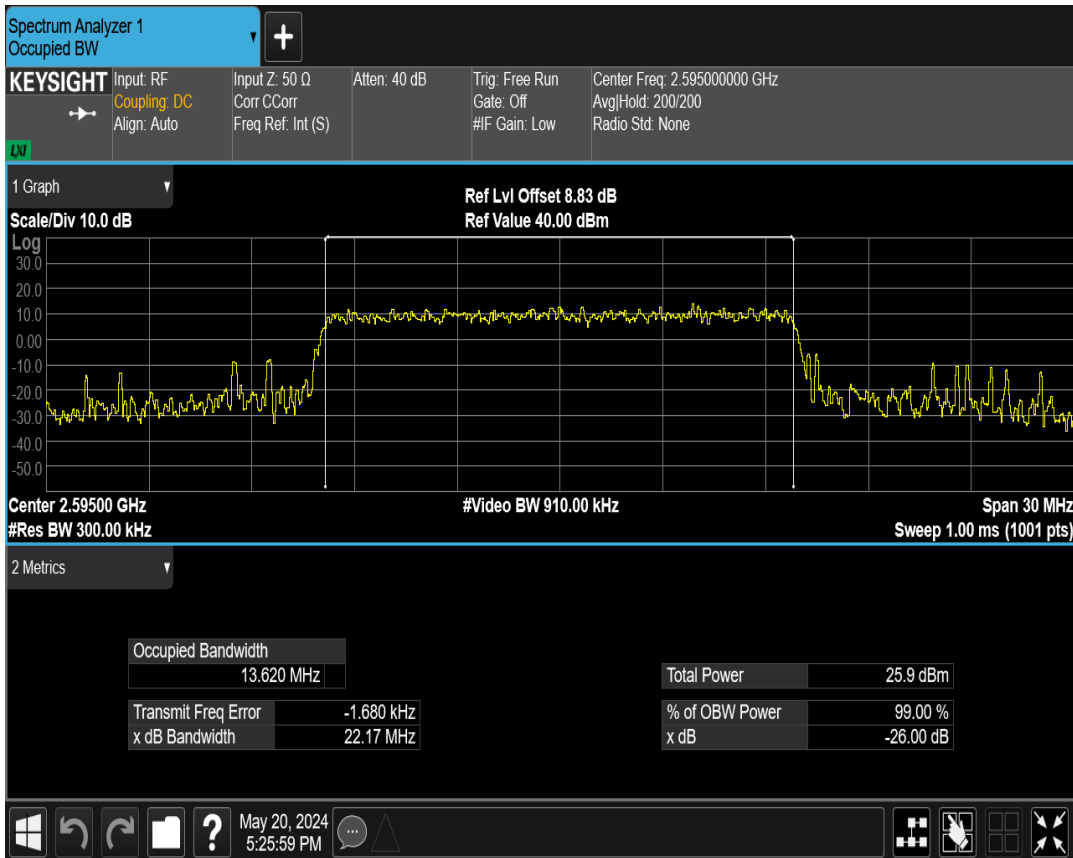 Spectrum Analyzer 1
Occupied BW
KEYSIGHT
Input: RF
Coupling: DC
Align: Auto
Input Z: 50 Ω
Corr CCorr
Freq Ref: Int (S)
Atten: 40 dB
Trig: Free Run
Gate: Off
#IF Gain: Low
Center Freq: 2.595000000 GHz
Avg|Hold: 200/200
Radio Std: None
LXI
1 Graph
Scale/Div 10.0 dB
Ref Lvl Offset 8.83 dB
Ref Value 40.00 dBm
Log
30.0
20.0
10.0
0.00
-10.0
-20.0
-30.0
-40.0
-50.0
Center 2.59500 GHz
#Video BW 910.00 kHz
Span 30 MHz
#Res BW 300.00 kHz
Sweep 1.00 ms (1001 pts)
2 Metrics
Occupied Bandwidth
13.620 MHz
Total Power 25.9 dBm
Transmit Freq Error -1.680 kHz
% of OBW Power 99.00 %
x dB Bandwidth 22.17 MHz
x dB -26.00 dB
May 20, 2024
5:25:59 PM